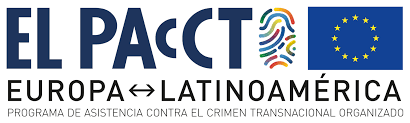 EL PAcCTO
EUROPA↔LATINOAMÉRICA
PROGRAMA DE ASISTENCIA CONTRA EL CRIMEN TRANSNACIONAL ORGANIZADO